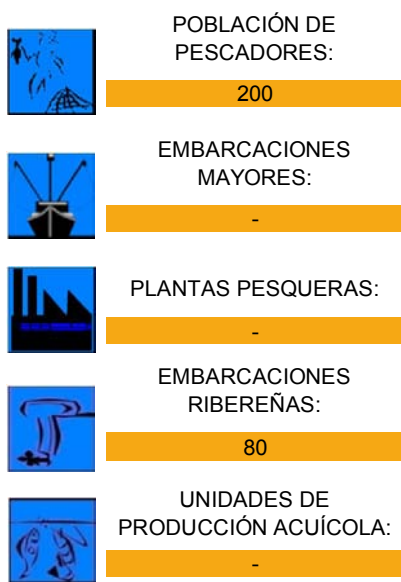 POBLACIÓN DE
PESCADORES:
200
EMBARCACIONES
MAYORES:
-
PLANTAS PESQUERAS:
-
EMBARCACIONES
RIBEREÑAS:
80
UNIDADES DE
PRODUCCIÓN ACUÍCOLA:
-